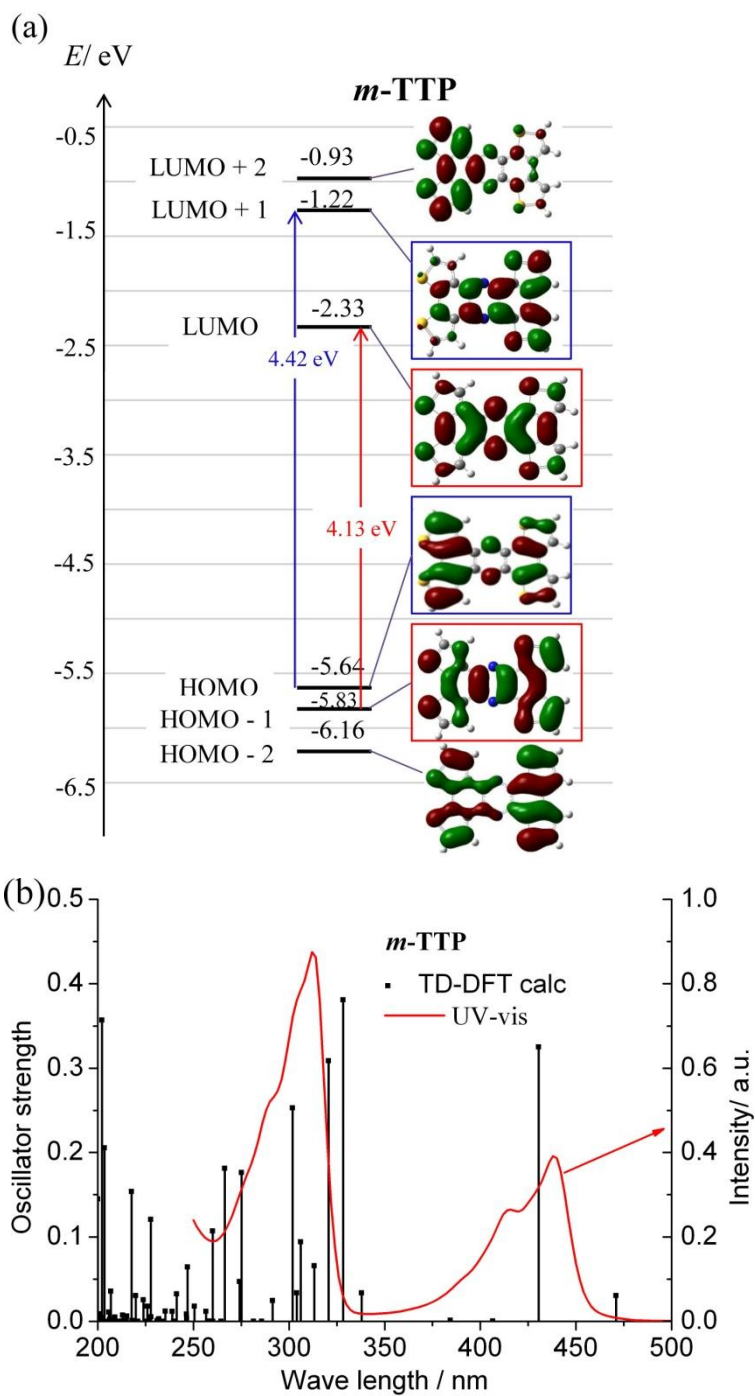 (a)
E/ eV
m-TTP
-0.5
-0.93
LUMO + 2
-1.22
LUMO + 1
-1.5
-2.33
LUMO
-2.5
4.42 eV
-3.5
4.13 eV
-4.5
-5.64
-5.5
HOMO
-5.83
HOMO - 1
-6.16
HOMO - 2
-6.5
(b)
0.5
1.0
m-TTP
TD-DFT calc
UV-vis
0.4
0.8
0.3
0.6
0.2
0.4
0.1
0.2
0.0
0.0
Oscillator strength
Intensity/ a.u.
200 250 300 350 400 450 500
Wave length / nm